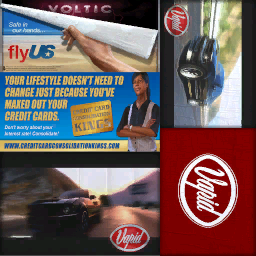 VOLTIC
Safe in
our hands...
flyUS
YOUR LIFESTYLE DOESN'T NEED TO
CHANGE JUST BECAUSE YOU'VE
MAXED OUT YOUR
CREDIT CARDS.
Don't worry about your
interest rate! Consolidate!
CREDIT CARD
CONSOLIDATION
KINGS
WWW.CREDITCARDCONSOLIDATIONKINGS.COM
Vapid
Vapid
Vapid